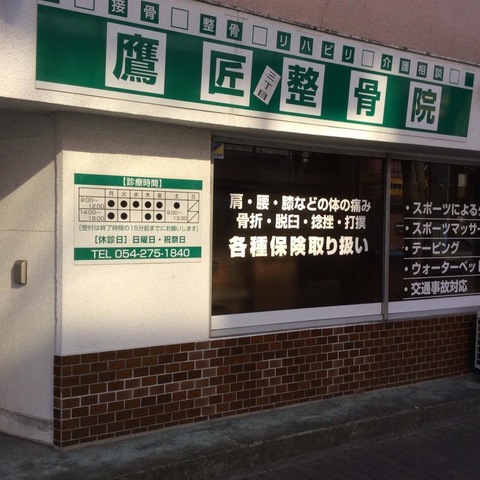 接骨 整骨 リハビリ 介護相談
鷹匠三丁目整骨院
【診療時間】
月 火 水 木 金 土 日
9:00〜12:00 ● ● ● ● ● 9:00〜13:30
14:00〜19:00 ● ● ● ● ●
【受付は終了時間の15分前までにお願いします】
【休診日】日曜日・祝祭日
TEL 054-275-1840
肩・腰・膝などの体の痛み
骨折・脱臼・捻挫・打撲
各種保険取り扱い
・スポーツによる
・スポーツマッサー
・テーピング
・ウォーターベット
・交通事故対応